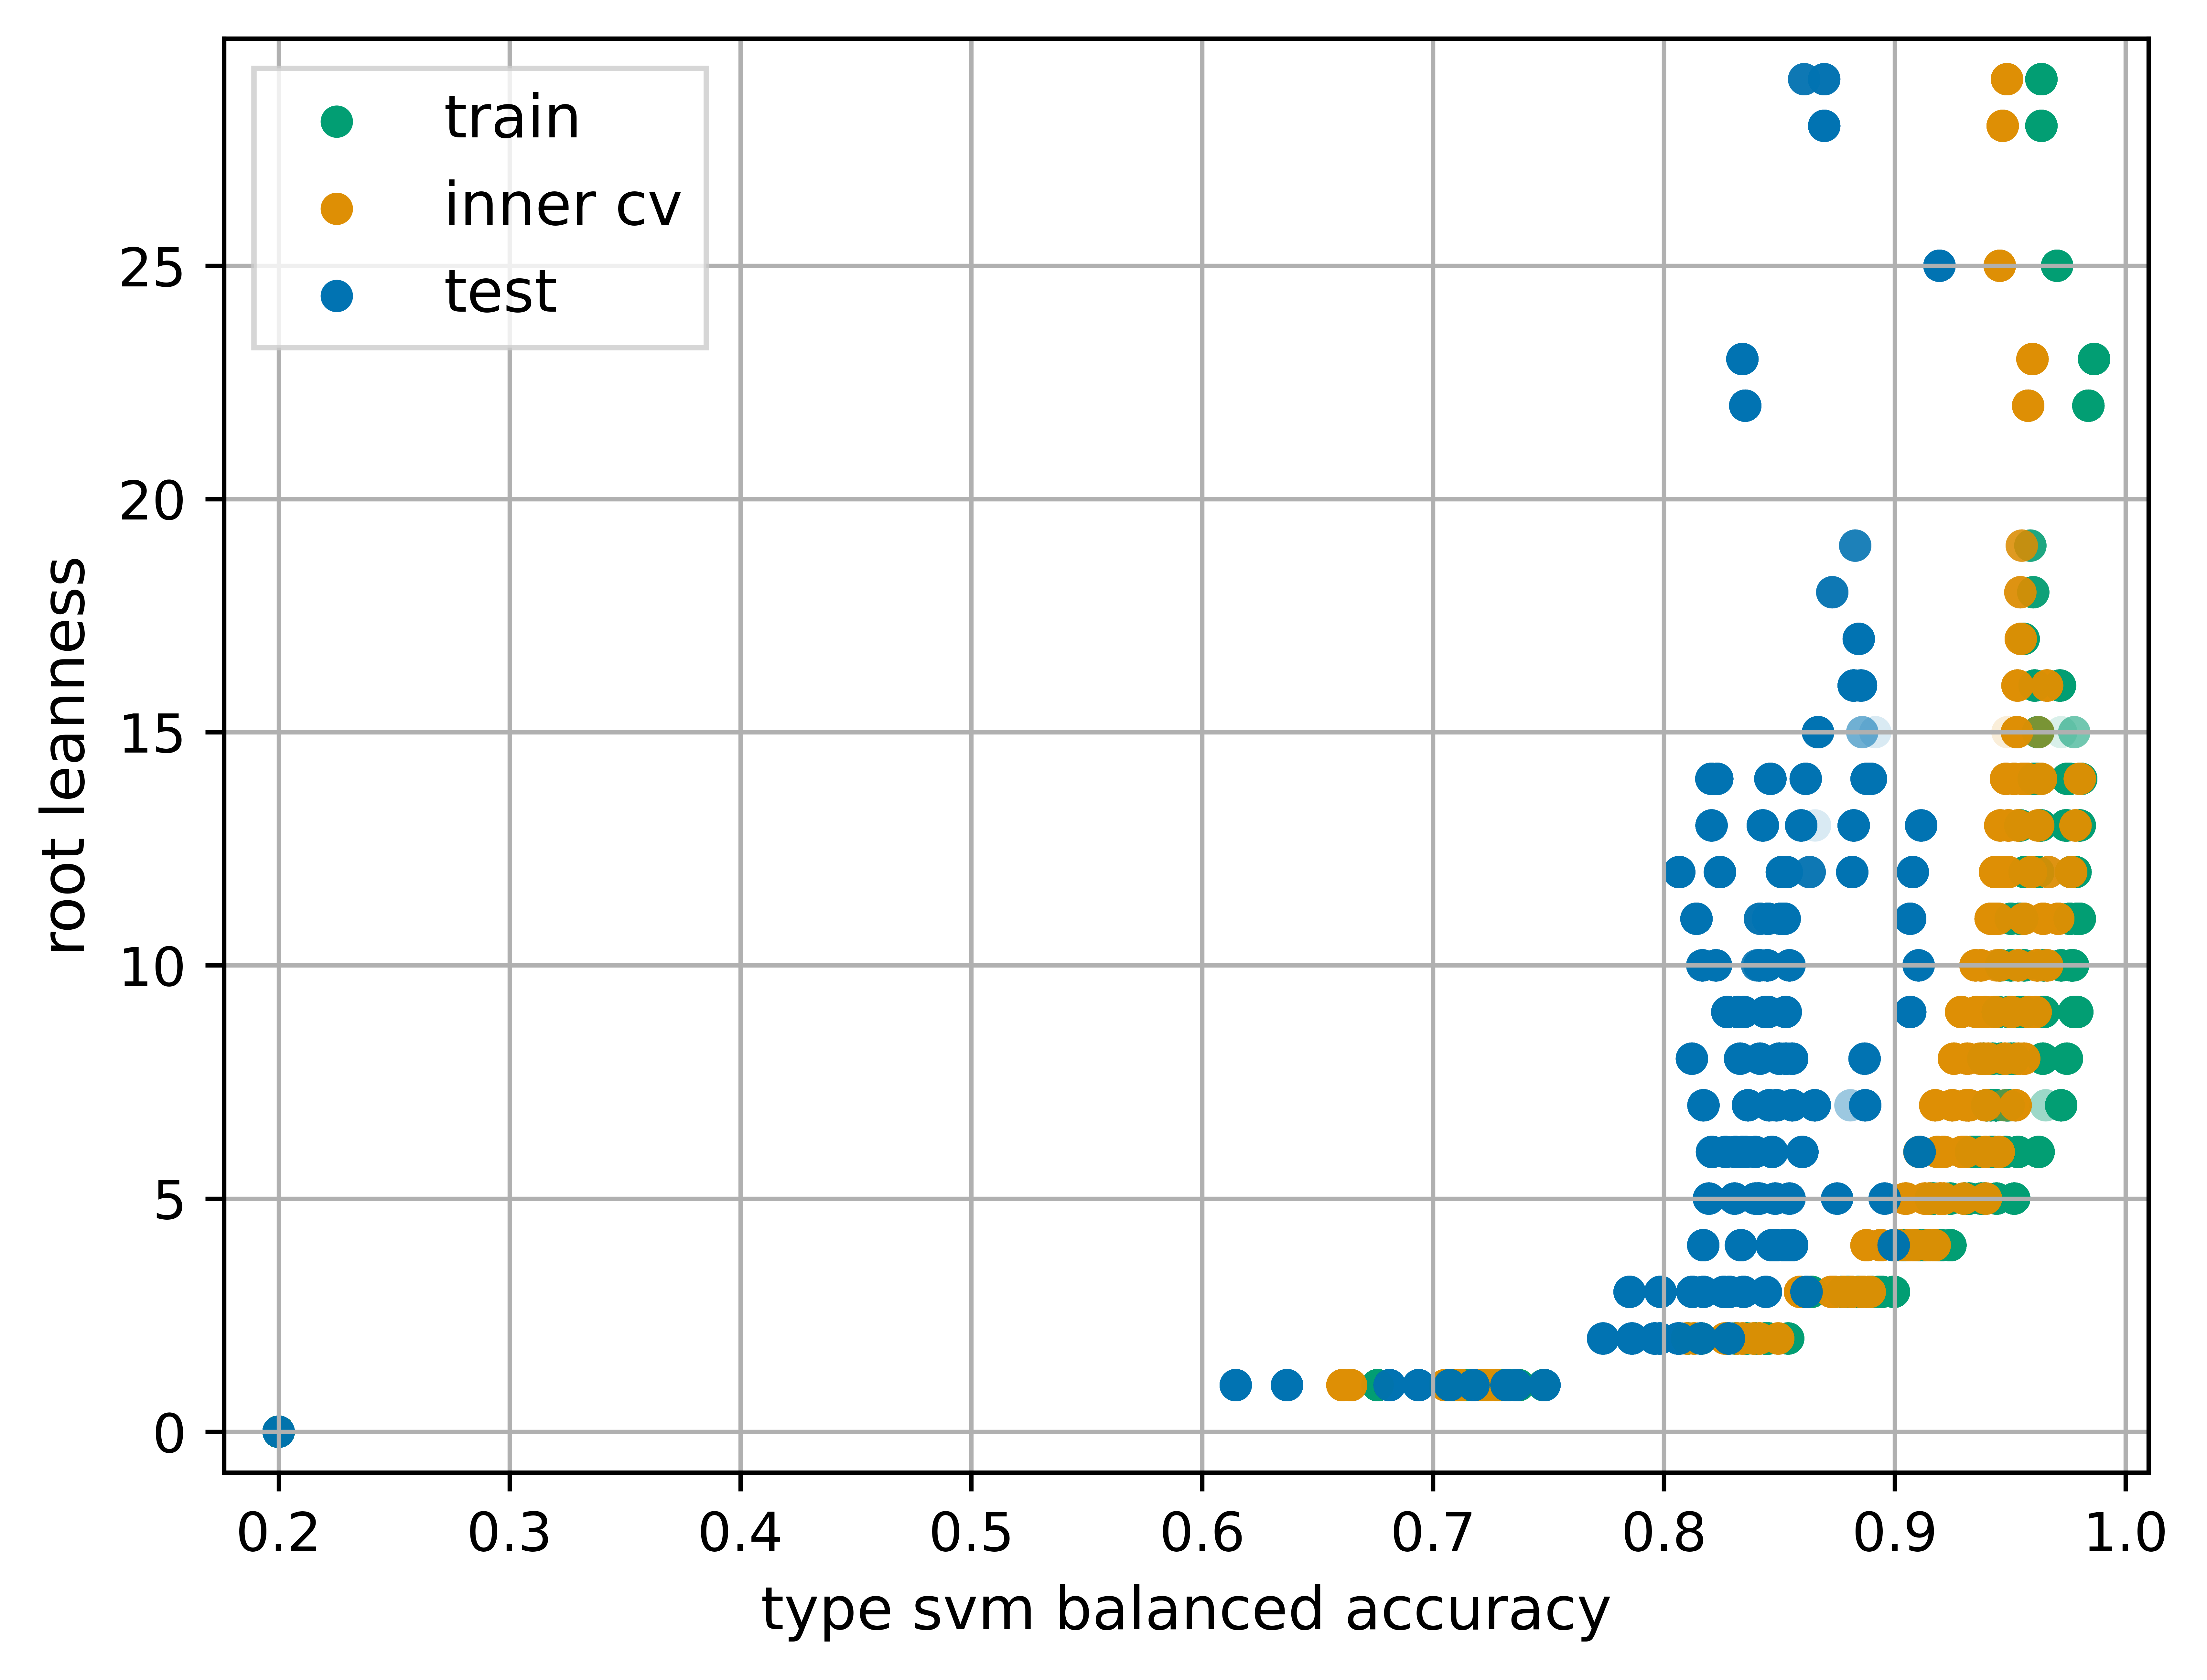 train
inner cv
test
25
20
15
10
5
0
root leanness
0.2 0.3 0.4 0.5 0.6 0.7 0.8 0.9 1.0
type svm balanced accuracy